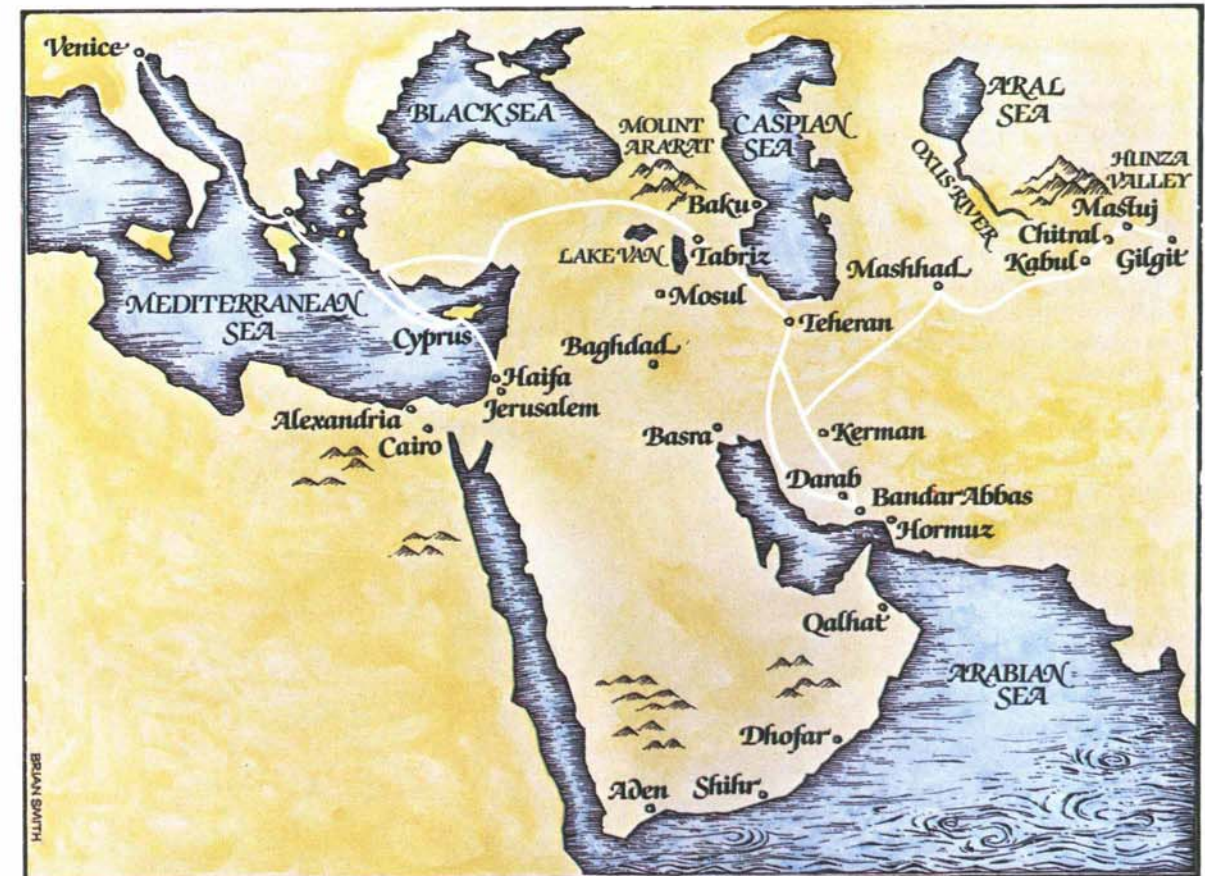 Venice
BLACK SEA
MOUNT
ARARAT
CASPIAN
SEA
ARAL
SEA
OXUS RIVER
HUNZA
VALLEY
Mastuj
Baku
Chitral
Kabul
Gilgit
LAKE VAN
Tabriz
Mashhad
Mosul
MEDITERRANEAN
SEA
Cyprus
Teheran
Baghdad
Haifa
Jerusalem
Alexandria
Cairo
Basra
Kerman
Darab
Bandar Abbas
Hormuz
Qalhat
ARABIAN
SEA
Dhofar
Aden
Shihr
BRIAN SMITH